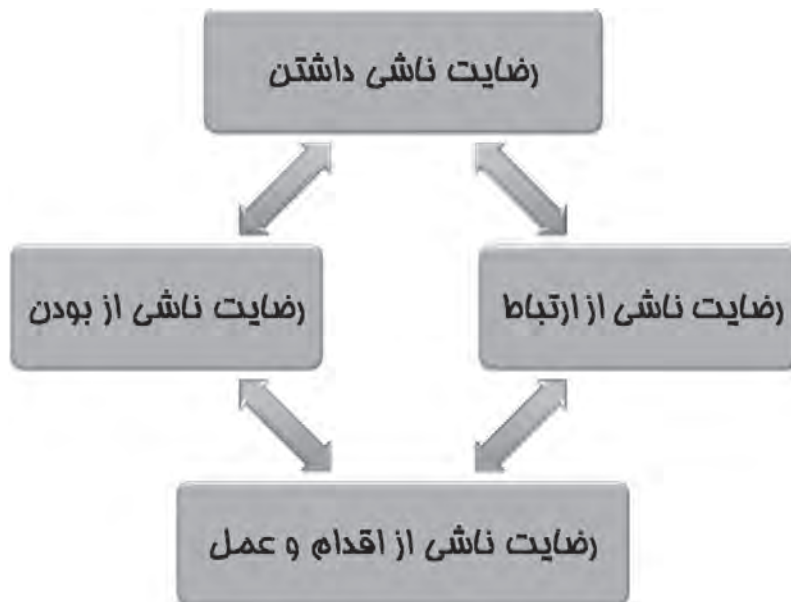 رضایت ناشی داشتن
رضایت ناشی از ارتباط
رضایت ناشی از بودن
رضایت ناشی از اقدام و عمل